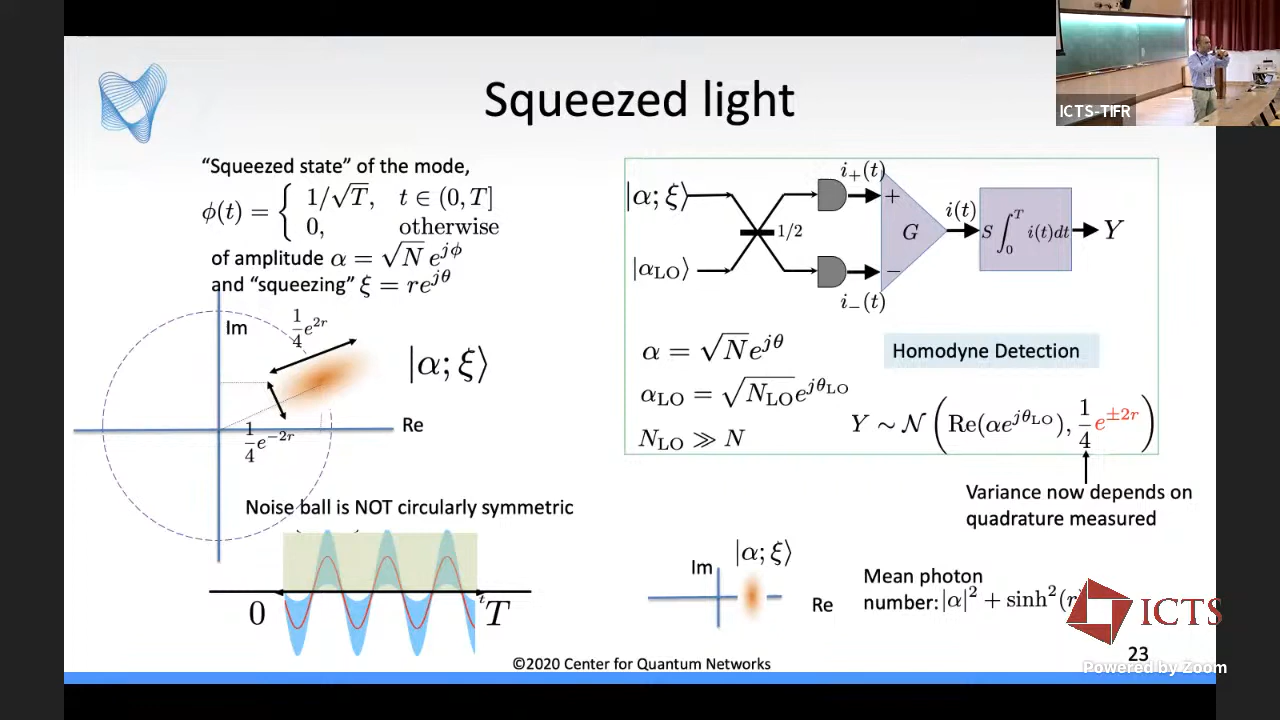 Squeezed light
ICTS-TIFR
“Squeezed state” of the mode,
ϕ(t) = { 1/√T, t ∈ (0, T]
0, otherwise
of amplitude α = √N e^{jϕ}
and “squeezing” ξ = re^{jθ}
Im
1/4 e^{2r}
|α; ξ⟩
Re
1/4 e^{−2r}
Noise ball is NOT circularly symmetric
0
t
T
|α; ξ⟩
|α_LO⟩
1/2
i₊(t)
+
G
−
i₋(t)
i(t)
S ∫₀ᵀ i(t)dt
Y
α = √N e^{jθ}
Homodyne Detection
α_LO = √N_LO e^{jθ_LO}
Y ∼ 𝒩 (Re(αe^{jθ_LO}), 1/4 e^{±2r})
N_LO ≫ N
Variance now depends on
quadrature measured
|α; ξ⟩
Im
Re
Mean photon
number: |α|² + sinh²(r
ICTS
23
Powered by Zoom
©2020 Center for Quantum Networks